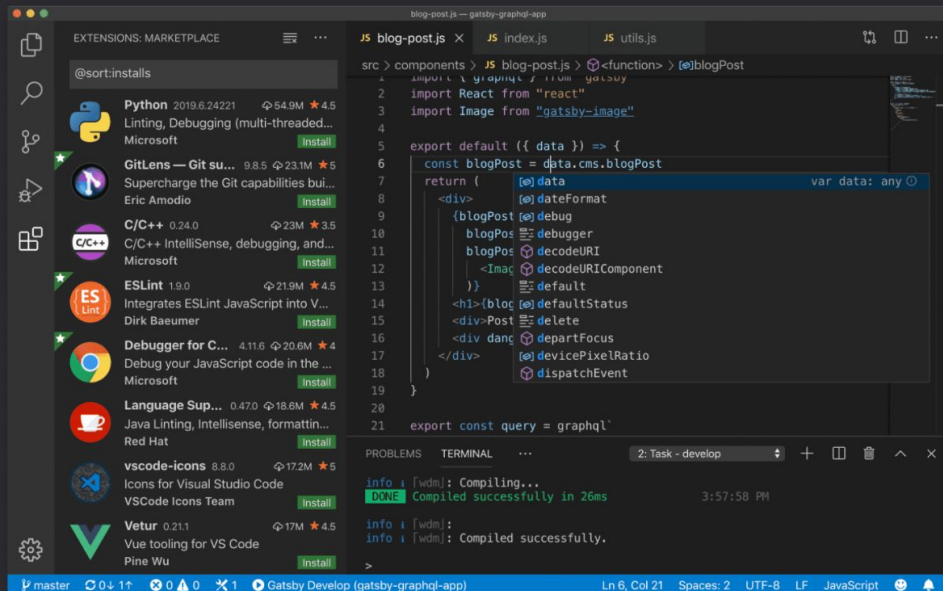 blog-post.js — gatsby-graphql-app
EXTENSIONS: MARKETPLACE
@sort:installs
Python 2019.6.24221 54.9M ★ 4.5
Linting, Debugging (multi-threaded...
Microsoft Install
GitLens — Git su... 9.8.5 23.1M ★ 5
Supercharge the Git capabilities bui...
Eric Amodio Install
C/C++
C/C++ 0.24.0 23M ★ 3.5
C/C++ IntelliSense, debugging, and...
Microsoft Install
ES
Lint
ESLint 1.9.0 21.9M ★ 4.5
Integrates ESLint JavaScript into V...
Dirk Baeumer Install
Debugger for C... 4.11.6 20.6M ★ 4
Debug your JavaScript code in the ...
Microsoft Install
Language Sup... 0.47.0 18.6M ★ 4.5
Java Linting, Intellisense, formattin...
Red Hat Install
vscode-icons 8.8.0 17.2M ★ 5
Icons for Visual Studio Code
VSCode Icons Team Install
Vetur 0.21.1 17M ★ 4.5
Vue tooling for VS Code
Pine Wu Install
JS blog-post.js × JS index.js JS utils.js ...
src > components > JS blog-post.js > <function> > blogPost
1 import { graphql } from "gatsby"
2 import React from "react"
3 import Image from "gatsby-image"
4
5 export default ({ data }) => {
6 const blogPost = data.cms.blogPost
7 return (
8 <div>
9 {blogPost
10 blogPos
11 blogPos
12 <Imag
13 )}
14 <h1>{blog
15 <div>Post
16 <div dang
17 </div>
18 )
19 }
20
21 export const query = graphql`
data var data: any
dateFormat
debug
debugger
decodeURI
decodeURIComponent
default
defaultStatus
delete
departFocus
devicePixelRatio
dispatchEvent
PROBLEMS TERMINAL ... 2: Task - develop
info i ｢wdm｣: Compiling...
DONE Compiled successfully in 26ms 3:57:58 PM
info i ｢wdm｣:
info i ｢wdm｣: Compiled successfully.
>
master 0↓ 1↑ 0 0 1 Gatsby Develop (gatsby-graphql-app) Ln 6, Col 21 Spaces: 2 UTF-8 LF JavaScript